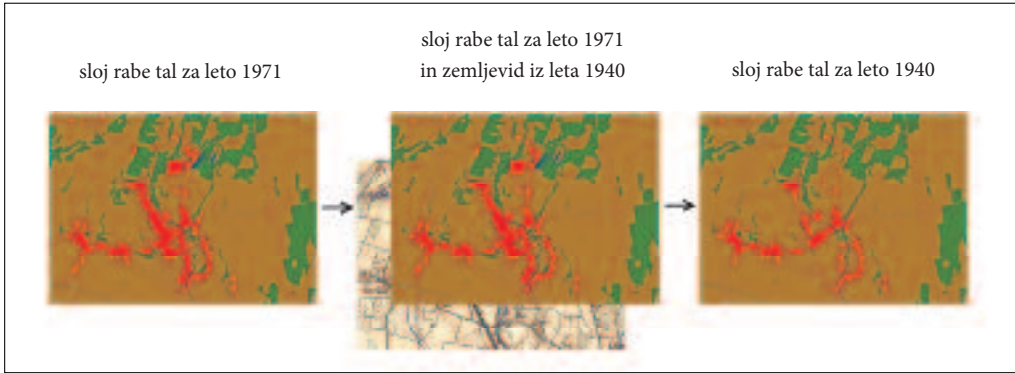 sloj rabe tal za leto 1971
sloj rabe tal za leto 1971
in zemljevid iz leta 1940
sloj rabe tal za leto 1940